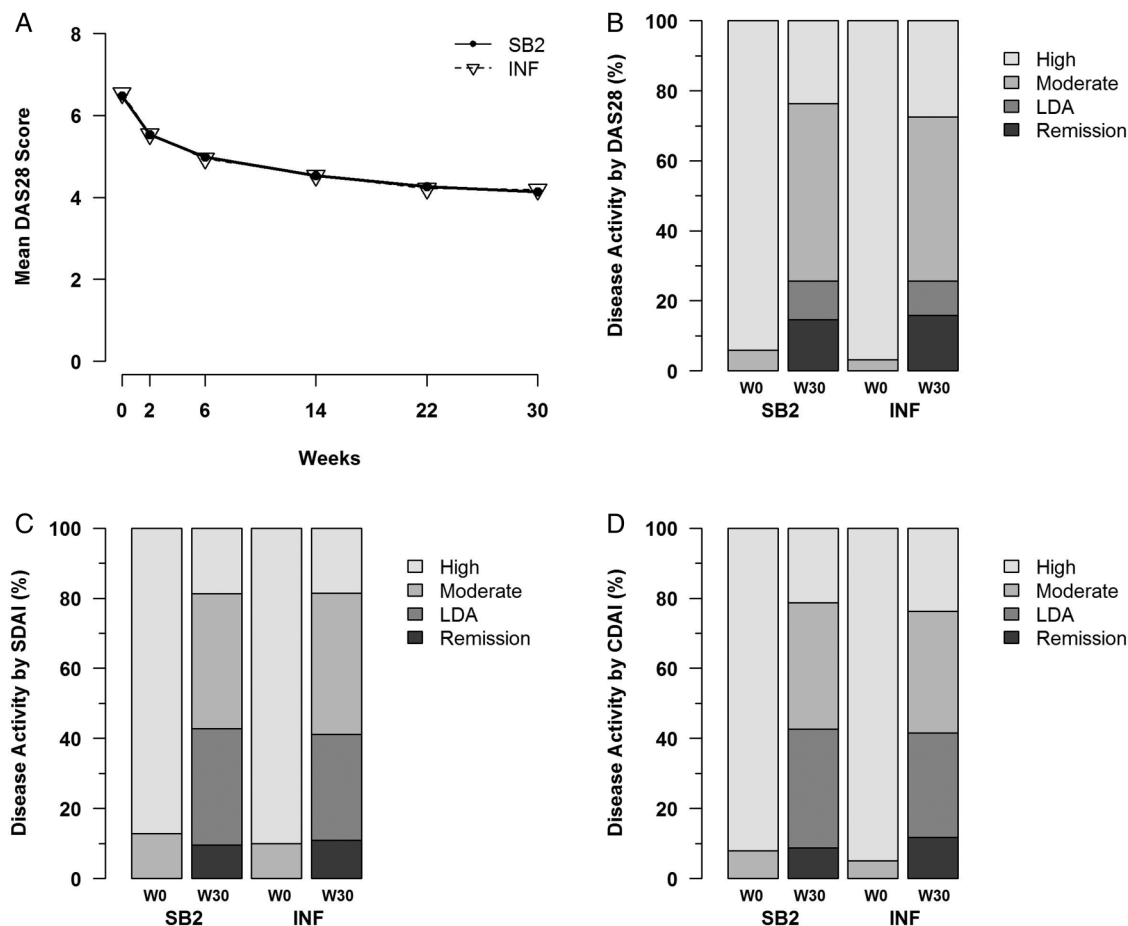 A
Mean DAS28 Score
8
6
4
2
0
0 2 6 14 22 30
Weeks
SB2
INF
B
Disease Activity by DAS28 (%)
100
80
60
40
20
0
W0 W30 W0 W30
SB2 INF
High
Moderate
LDA
Remission
C
Disease Activity by SDAI (%)
100
80
60
40
20
0
W0 W30 W0 W30
SB2 INF
High
Moderate
LDA
Remission
D
Disease Activity by CDAI (%)
100
80
60
40
20
0
W0 W30 W0 W30
SB2 INF
High
Moderate
LDA
Remission